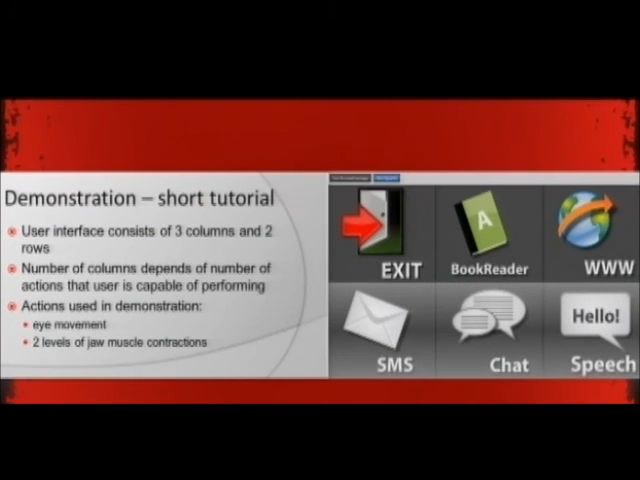 Demonstration – short tutorial
User interface consists of 3 columns and 2
rows
Number of columns depends of number of
actions that user is capable of performing
Actions used in demonstration:
eye movement
2 levels of jaw muscle contractions
EXIT
A
BookReader
WWW
SMS
Chat
Hello!
Speech